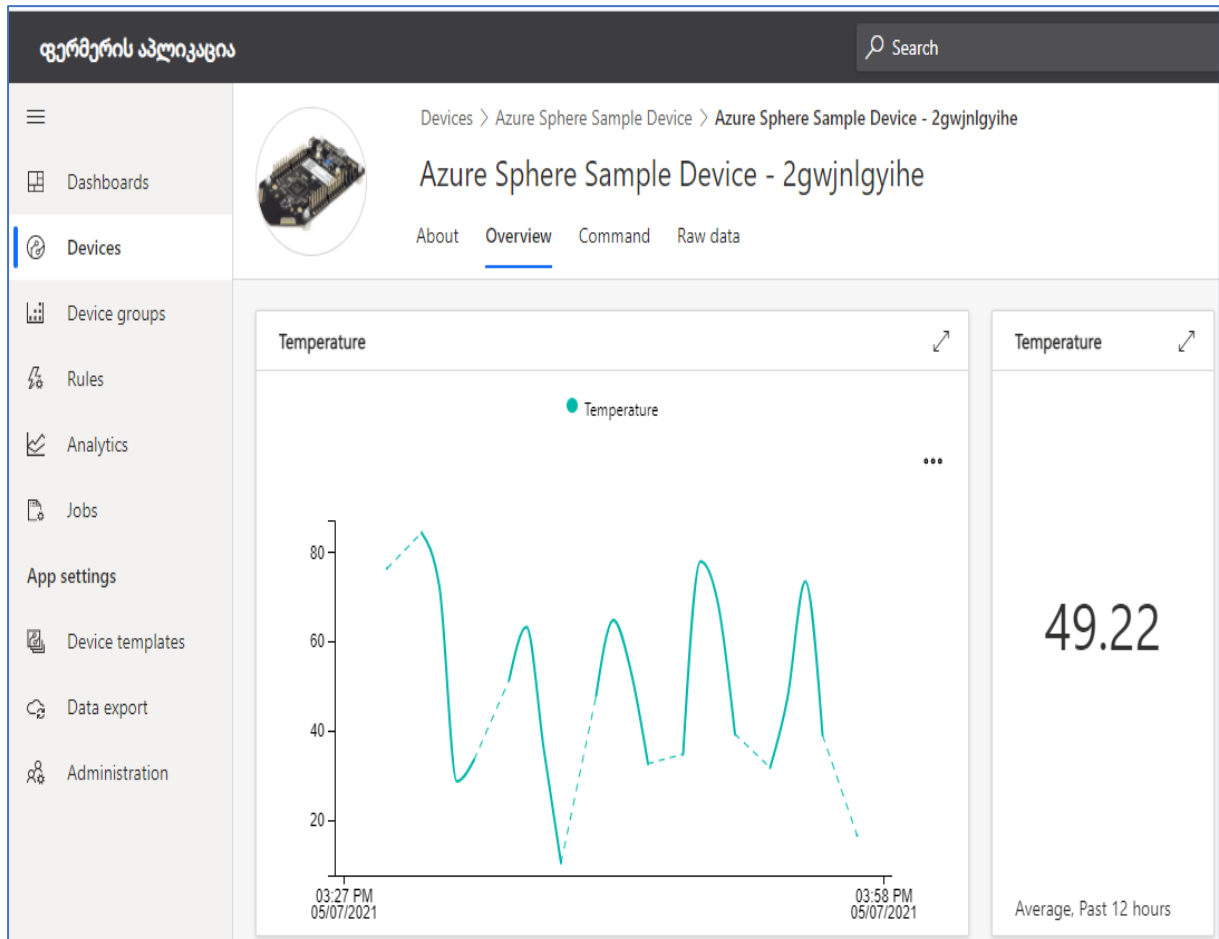 ფერმერის აპლიკაცია
Search
Devices > Azure Sphere Sample Device > Azure Sphere Sample Device - 2gwjnlgyihe
Azure Sphere Sample Device - 2gwjnlgyihe
About Overview Command Raw data
Dashboards
Devices
Device groups
Rules
Analytics
Jobs
App settings
Device templates
Data export
Administration
Temperature
Temperature
80
60
40
20
03:27 PM
05/07/2021
03:58 PM
05/07/2021
Temperature
49.22
Average, Past 12 hours